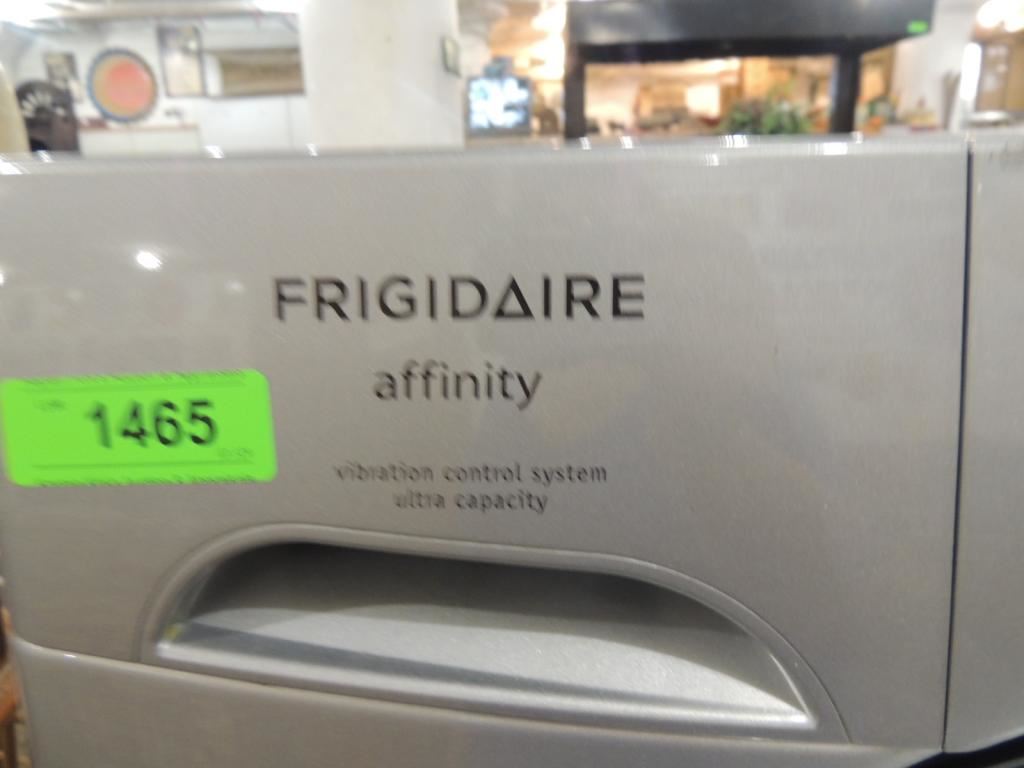 FRIGIDAIRE
affinity
1465
vibration control system
ultra capacity